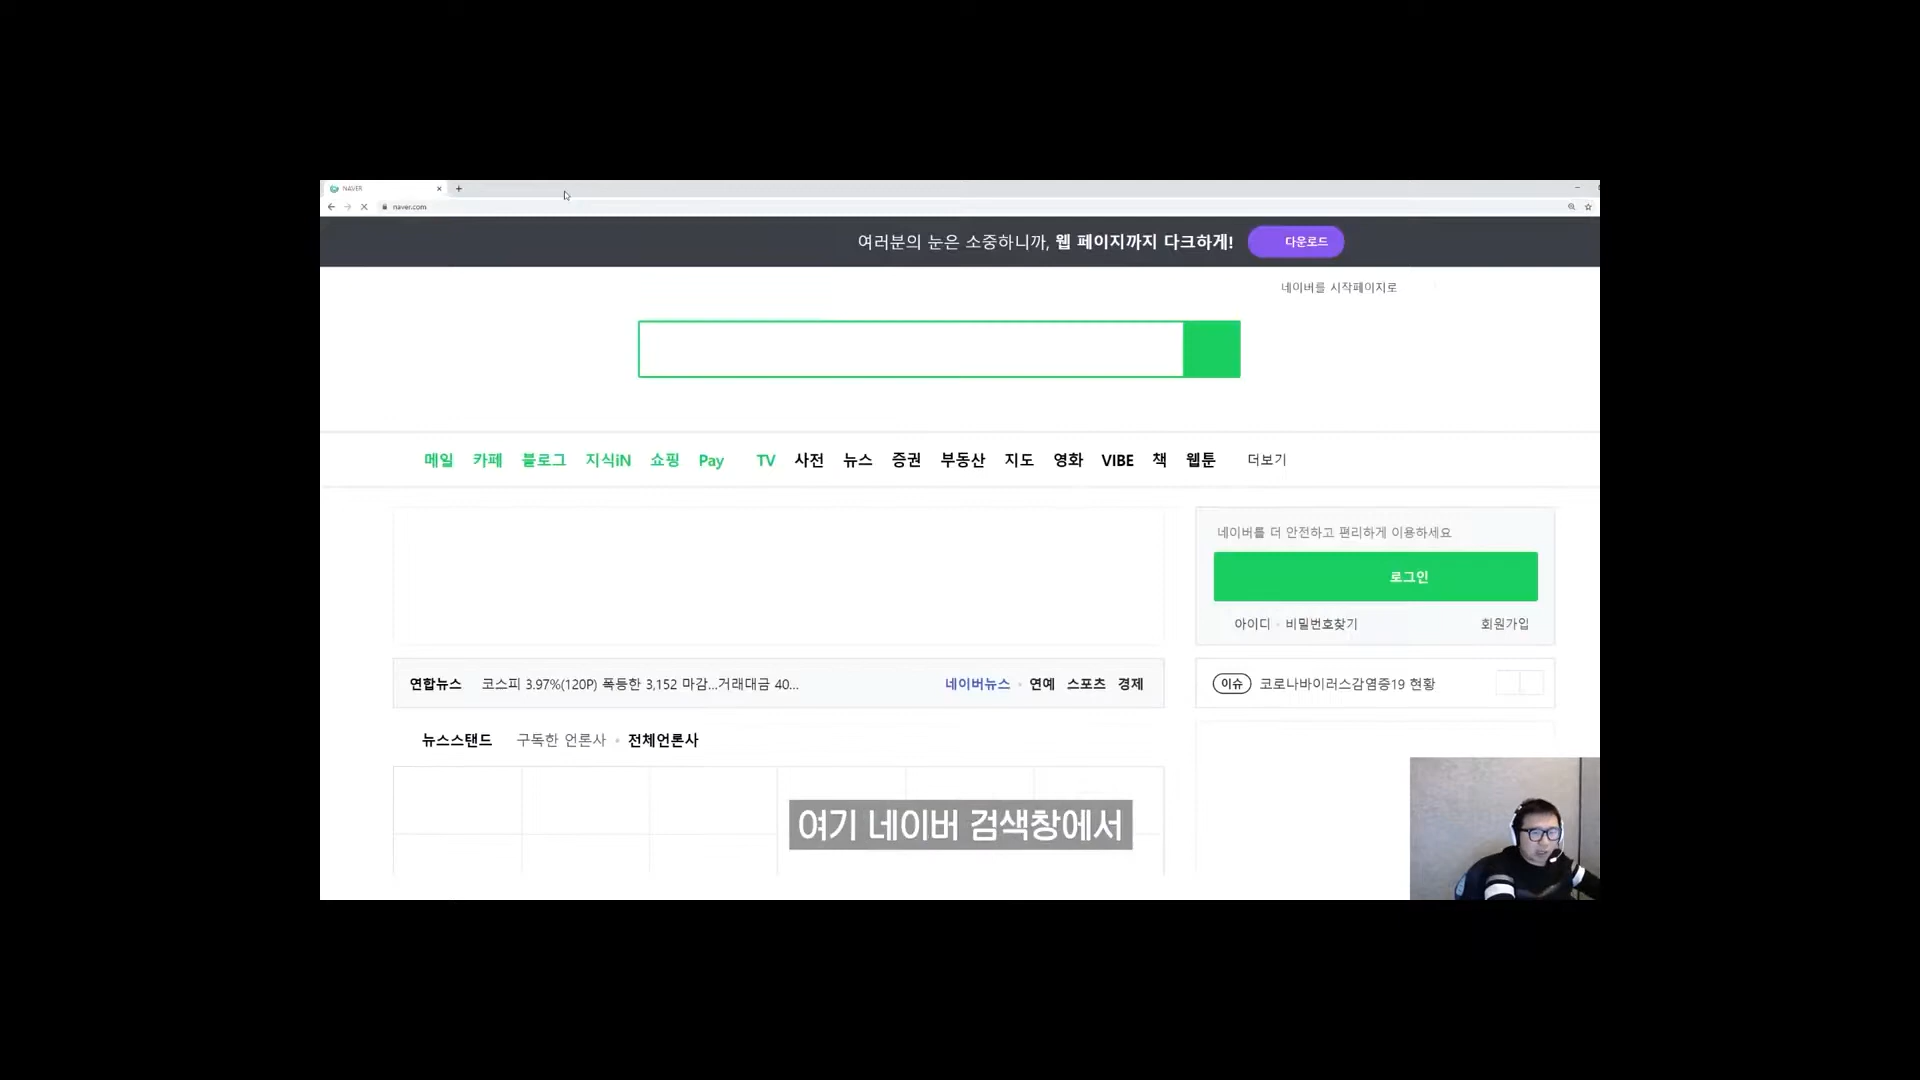 NAVER
naver.com
여러분의 눈은 소중하니까, 웹 페이지까지 다크하게! 다운로드
네이버를 시작페이지로
메일 카페 블로그 지식iN 쇼핑 Pay TV 사전 뉴스 증권 부동산 지도 영화 VIBE 책 웹툰 더보기
네이버를 더 안전하고 편리하게 이용하세요
로그인
아이디 · 비밀번호찾기 회원가입
연합뉴스 코스피 3.97%(120P) 폭등한 3,152 마감...거래대금 40... 네이버뉴스 · 연예 스포츠 경제
이슈 코로나바이러스감염증19 현황
뉴스스탠드 구독한 언론사 · 전체언론사
여기 네이버 검색창에서